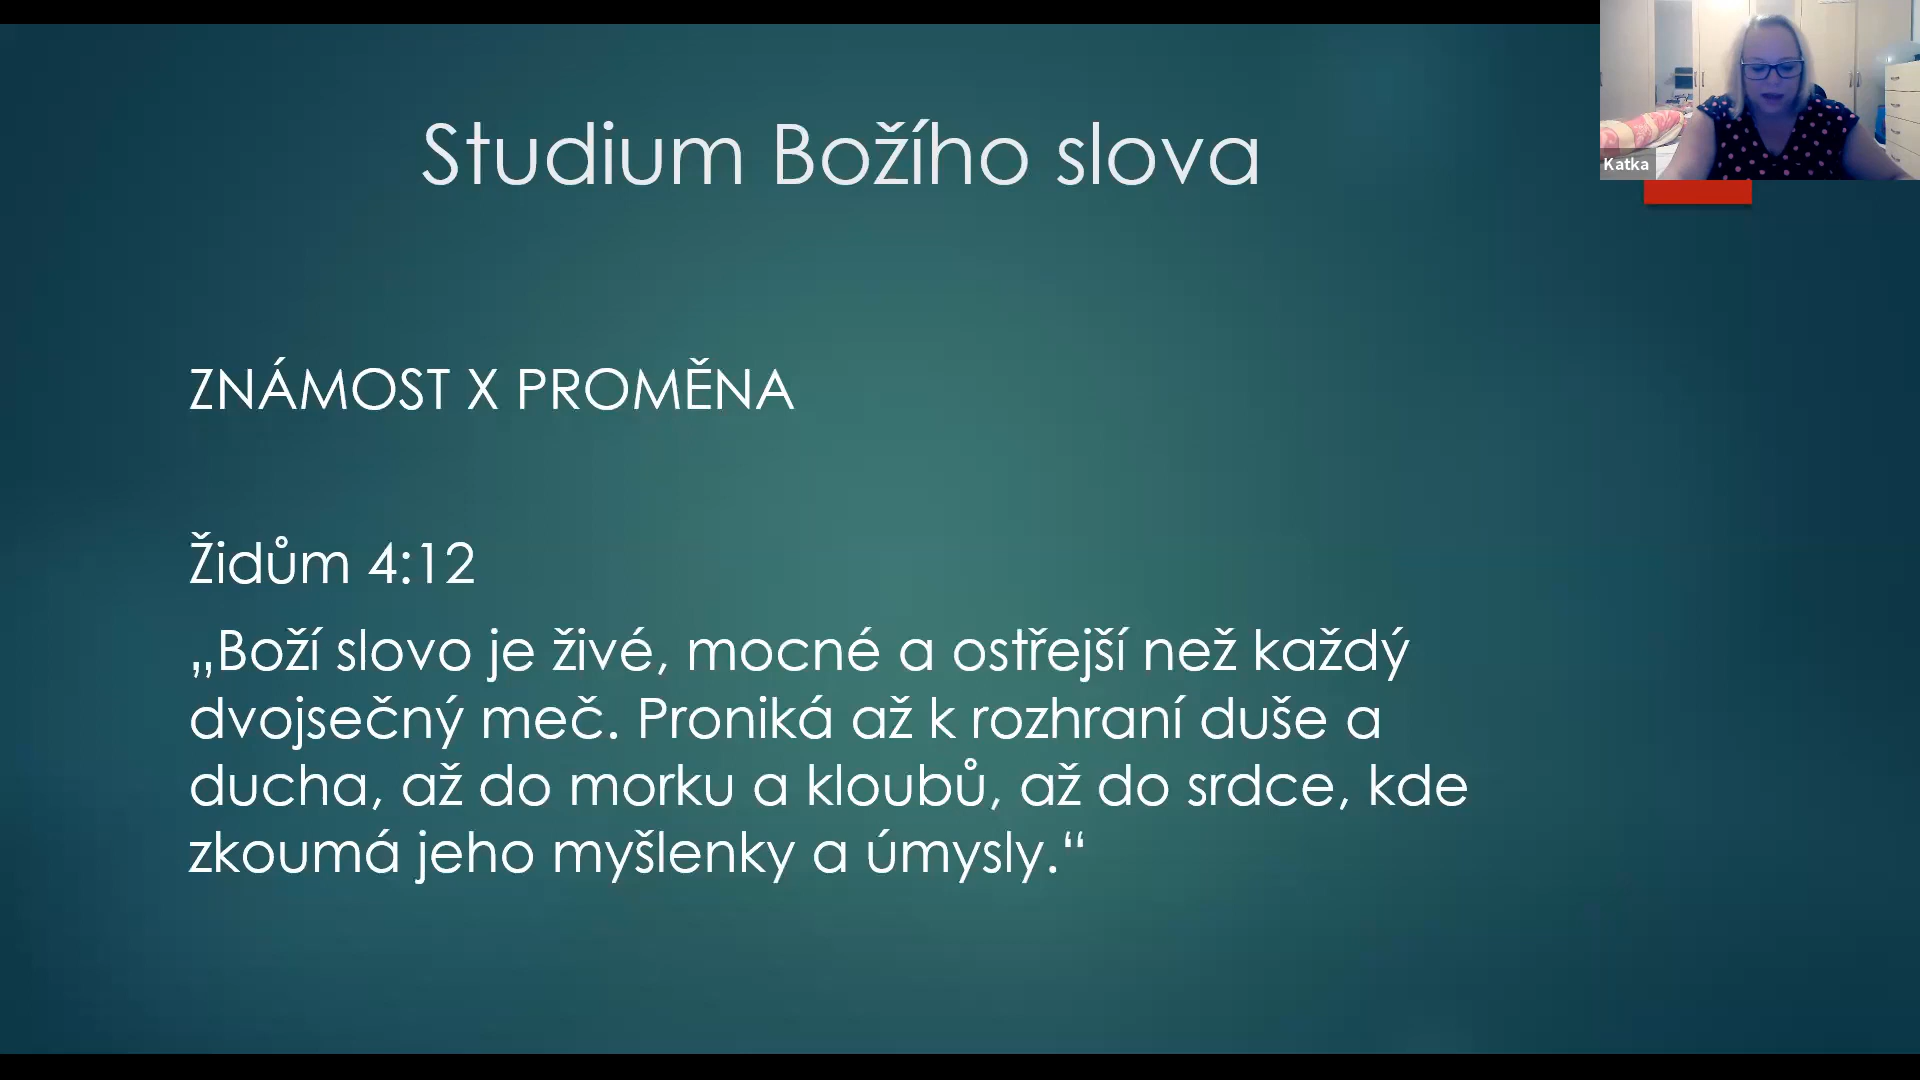 Studium Božího slova
Katka
ZNÁMOST X PROMĚNA
Židům 4:12
„Boží slovo je živé, mocné a ostřejší než každý
dvojsečný meč. Proniká až k rozhraní duše a
ducha, až do morku a kloubů, až do srdce, kde
zkoumá jeho myšlenky a úmysly.“